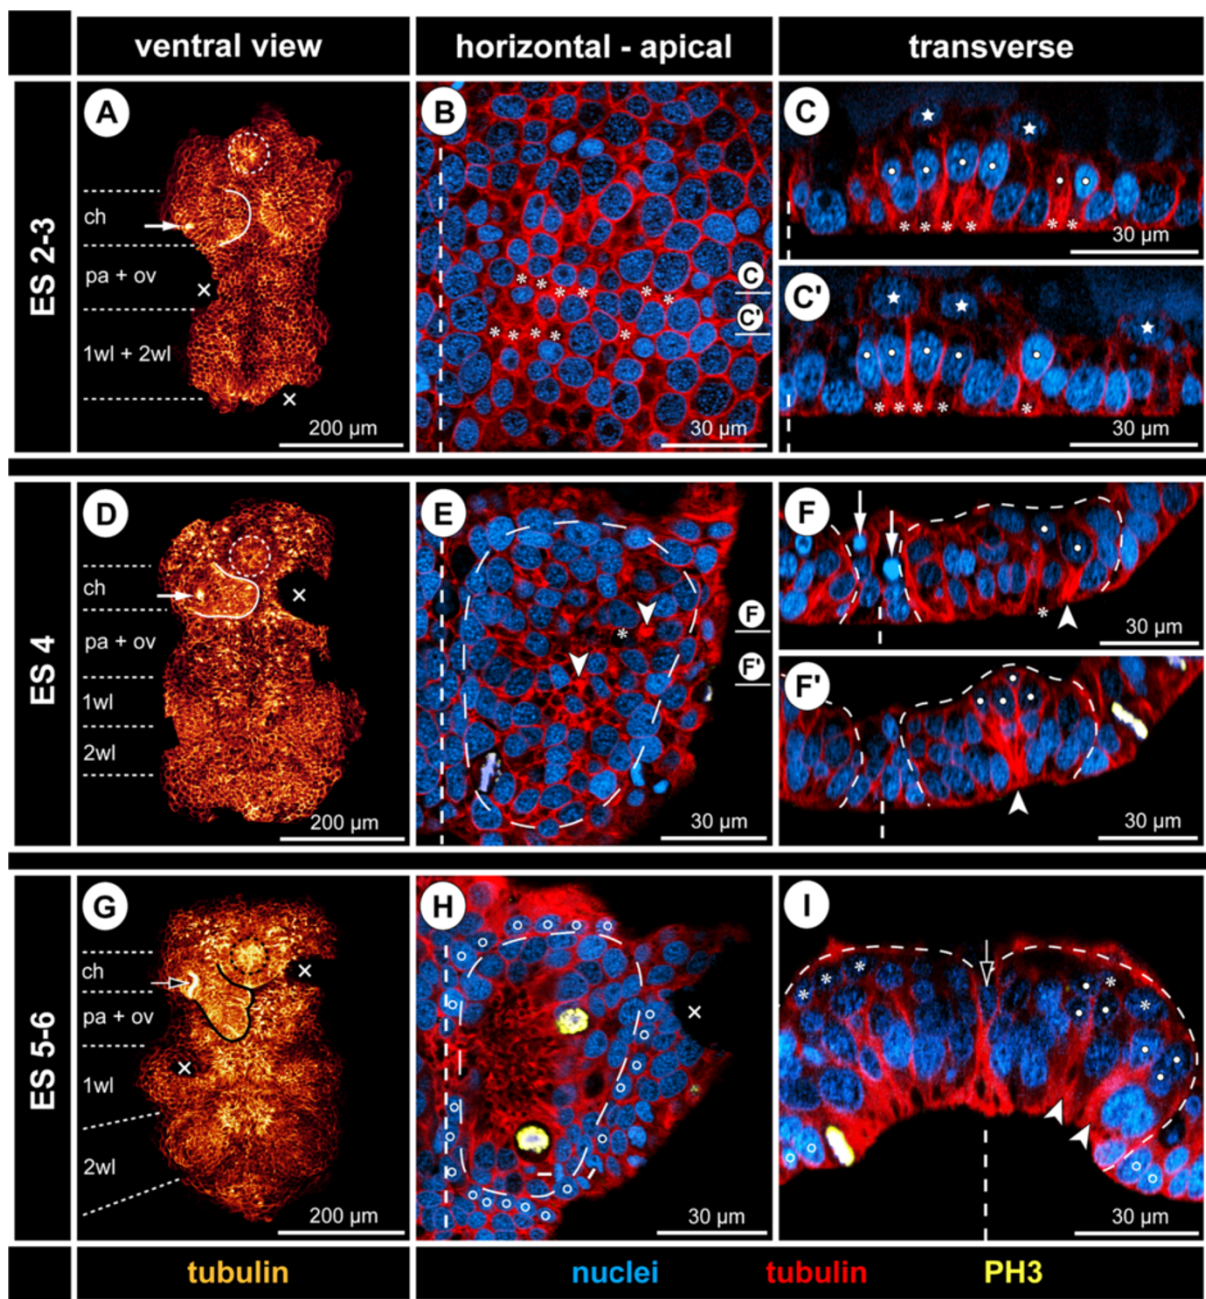 ventral view
horizontal - apical
transverse
ES 2-3
A
ch
pa + ov
1wl + 2wl
200 µm
B
C
C'
30 µm
C
30 µm
C'
30 µm
ES 4
D
ch
pa + ov
1wl
2wl
200 µm
E
F
F'
30 µm
F
30 µm
F'
30 µm
ES 5-6
G
ch
pa + ov
1wl
2wl
200 µm
H
30 µm
I
30 µm
tubulin
nuclei tubulin PH3